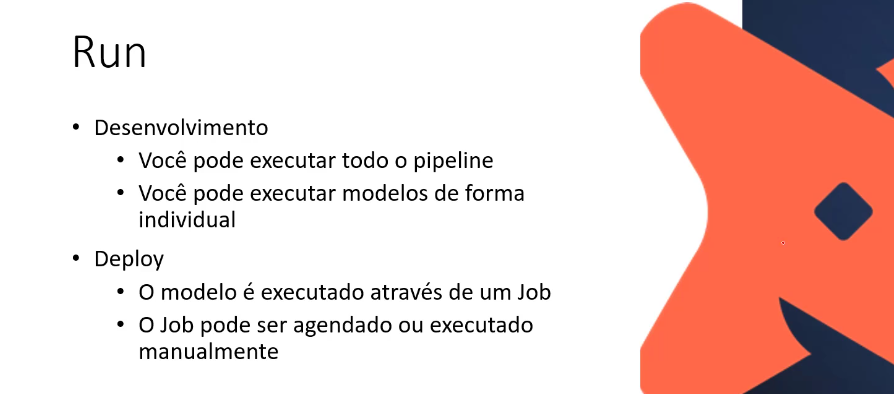 Run
• Desenvolvimento
• Você pode executar todo o pipeline
• Você pode executar modelos de forma
individual
• Deploy
• O modelo é executado através de um Job
• O Job pode ser agendado ou executado
manualmente